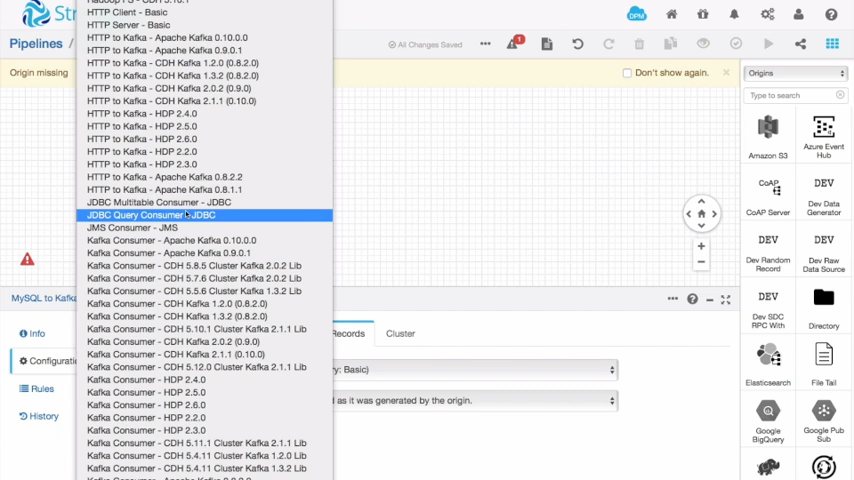 Str
DPM
Pipelines /
All Changes Saved
1
Origin missing
Don't show again.
HTTP Client - Basic
HTTP Server - Basic
HTTP to Kafka - Apache Kafka 0.10.0.0
HTTP to Kafka - Apache Kafka 0.9.0.1
HTTP to Kafka - CDH Kafka 1.2.0 (0.8.2.0)
HTTP to Kafka - CDH Kafka 1.3.2 (0.8.2.0)
HTTP to Kafka - CDH Kafka 2.0.2 (0.9.0)
HTTP to Kafka - CDH Kafka 2.1.1 (0.10.0)
HTTP to Kafka - HDP 2.4.0
HTTP to Kafka - HDP 2.5.0
HTTP to Kafka - HDP 2.6.0
HTTP to Kafka - HDP 2.2.0
HTTP to Kafka - HDP 2.3.0
HTTP to Kafka - Apache Kafka 0.8.2.2
HTTP to Kafka - Apache Kafka 0.8.1.1
JDBC Multitable Consumer - JDBC
JDBC Query Consumer - JDBC
JMS Consumer - JMS
Kafka Consumer - Apache Kafka 0.10.0.0
Kafka Consumer - Apache Kafka 0.9.0.1
Kafka Consumer - CDH 5.8.5 Cluster Kafka 2.0.2 Lib
Kafka Consumer - CDH 5.7.6 Cluster Kafka 2.0.2 Lib
Kafka Consumer - CDH 5.5.6 Cluster Kafka 1.3.2 Lib
Kafka Consumer - CDH Kafka 1.2.0 (0.8.2.0)
Kafka Consumer - CDH Kafka 1.3.2 (0.8.2.0)
Kafka Consumer - CDH 5.10.1 Cluster Kafka 2.1.1 Lib
Kafka Consumer - CDH Kafka 2.0.2 (0.9.0)
Kafka Consumer - CDH Kafka 2.1.1 (0.10.0)
Kafka Consumer - CDH 5.12.0 Cluster Kafka 2.1.1 Lib
Kafka Consumer - HDP 2.4.0
Kafka Consumer - HDP 2.5.0
Kafka Consumer - HDP 2.6.0
Kafka Consumer - HDP 2.2.0
Kafka Consumer - HDP 2.3.0
Kafka Consumer - CDH 5.11.1 Cluster Kafka 2.1.1 Lib
Kafka Consumer - CDH 5.4.11 Cluster Kafka 1.2.0 Lib
Kafka Consumer - CDH 5.4.11 Cluster Kafka 1.3.2 Lib
MySQL to Kafka
Info
Configuratio
Rules
History
Records
Cluster
ry: Basic)
d as it was generated by the origin.
Origins
Type to search
Amazon S3
Azure Event
Hub
CoAP
CoAP Server
DEV
Dev Data
Generator
DEV
Dev Random
Record
DEV
Dev Raw
Data Source
DEV
Dev SDC
RPC With
Directory
Elasticsearch
File Tail
Google
BigQuery
Google Pub
Sub